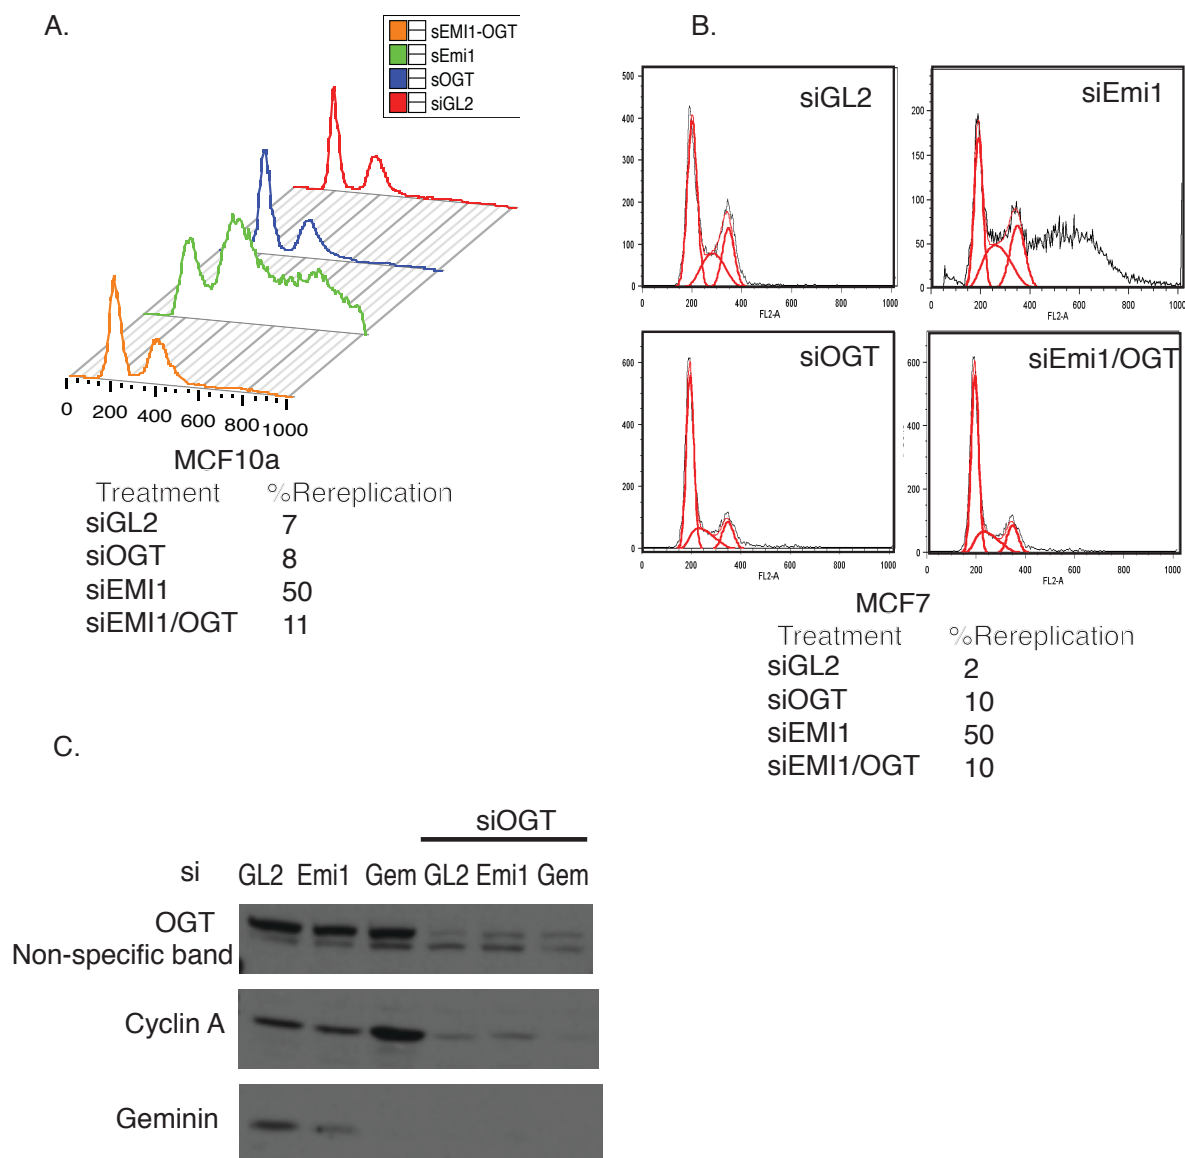 A.
sEMI1-OGT
sEmi1
sOGT
siGL2
0 200 400 600 800 1000
MCF10a
Treatment %Rereplication
siGL2 7
siOGT 8
siEMI1 50
siEMI1/OGT 11
B.
siGL2
500
400
300
200
100
0
0 200 400 600 800 1000
FL2-A
siEmi1
200
150
100
50
0
0 200 400 600 800 1000
FL2-A
siOGT
600
400
200
0
0 200 400 600 800 1000
FL2-A
siEmi1/OGT
600
400
200
0
0 200 400 600 800 1000
FL2-A
MCF7
Treatment %Rereplication
siGL2 2
siOGT 10
siEMI1 50
siEMI1/OGT 10
C.
siOGT
si GL2 Emi1 Gem GL2 Emi1 Gem
OGT
Non-specific band
Cyclin A
Geminin